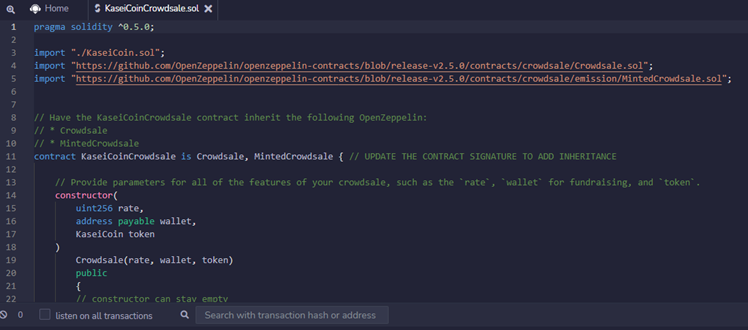 Home
KaseiCoinCrowdsale.sol
1 pragma solidity ^0.5.0;
2
3 import "./KaseiCoin.sol";
4 import "https://github.com/OpenZeppelin/openzeppelin-contracts/blob/release-v2.5.0/contracts/crowdsale/Crowdsale.sol";
5 import "https://github.com/OpenZeppelin/openzeppelin-contracts/blob/release-v2.5.0/contracts/crowdsale/emission/MintedCrowdsale.sol";
6
7
8 // Have the KaseiCoinCrowdsale contract inherit the following OpenZeppelin:
9 // * Crowdsale
10 // * MintedCrowdsale
11 contract KaseiCoinCrowdsale is Crowdsale, MintedCrowdsale { // UPDATE THE CONTRACT SIGNATURE TO ADD INHERITANCE
12
13 // Provide parameters for all of the features of your crowdsale, such as the `rate`, `wallet` for fundraising, and `token`.
14 constructor(
15 uint256 rate,
16 address payable wallet,
17 KaseiCoin token
18 )
19 Crowdsale(rate, wallet, token)
20 public
21 {
22 // constructor can stay empty
0
listen on all transactions
Search with transaction hash or address